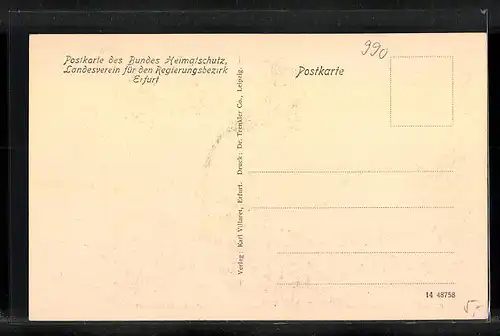 Postkarte des Bundes Heimatschutz,
Landesverein für den Regierungsbezirk
Erfurt
990
Postkarte
— Verlag: Karl Villaret, Erfurt. Druck: Dr. Trenkler Co., Leipzig. —
14 48758
5,-